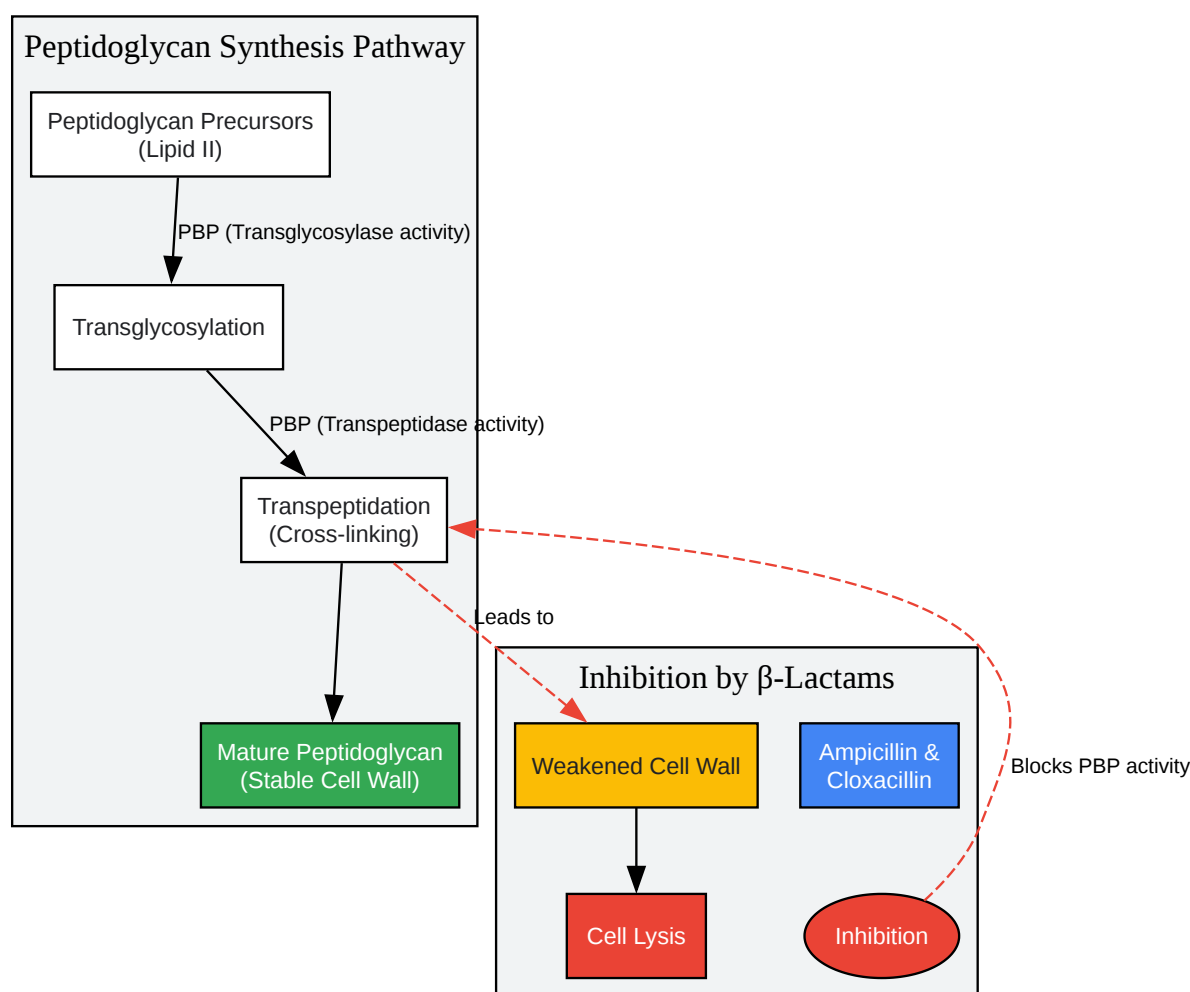 Peptidoglycan Synthesis Pathway
Peptidoglycan Precursors
(Lipid II)
PBP (Transglycosylase activity)
Transglycosylation
PBP (Transpeptidase activity)
Transpeptidation
(Cross-linking)
Leads to
Mature Peptidoglycan
(Stable Cell Wall)
Inhibition by β-Lactams
Weakened Cell Wall
Ampicillin &
Cloxacillin
Blocks PBP activity
Cell Lysis
Inhibition